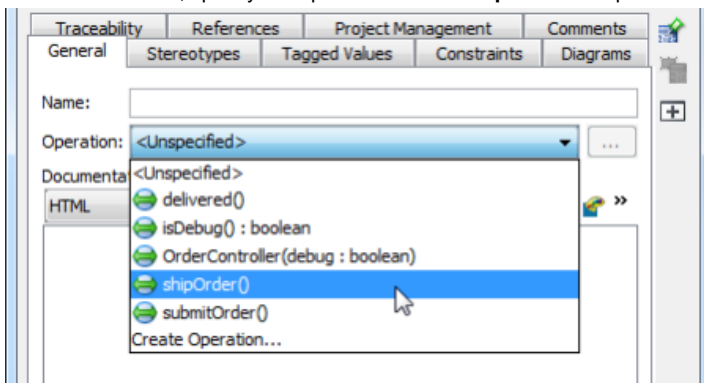 Traceability References Project Management Comments
General Stereotypes Tagged Values Constraints Diagrams
Name:
Operation: <Unspecified> ...
Documenta <Unspecified>
HTML delivered() »
isDebug() : boolean
OrderController(debug : boolean)
shipOrder()
submitOrder()
Create Operation...